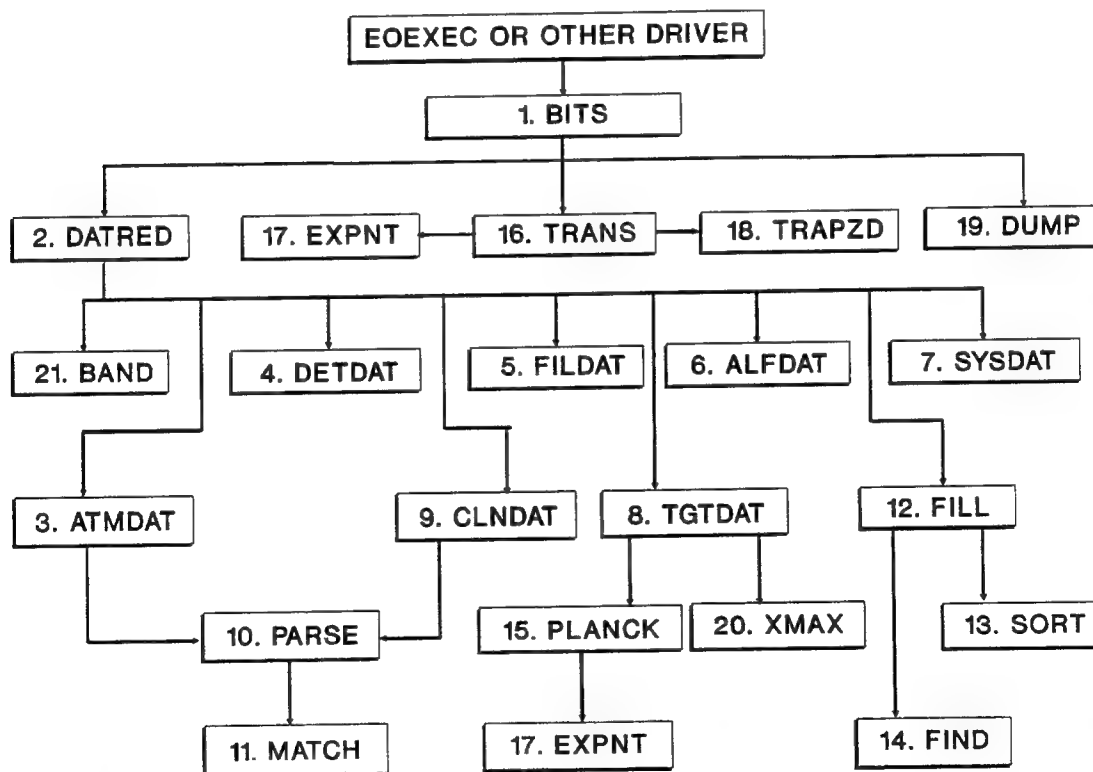 EOEXEC OR OTHER DRIVER
1. BITS
2. DATRED
17. EXPNT
16. TRANS
18. TRAPZD
19. DUMP
21. BAND
4. DETDAT
5. FILDAT
6. ALFDAT
7. SYSDAT
3. ATMDAT
9. CLNDAT
8. TGTDAT
12. FILL
10. PARSE
15. PLANCK
20. XMAX
13. SORT
11. MATCH
17. EXPNT
14. FIND